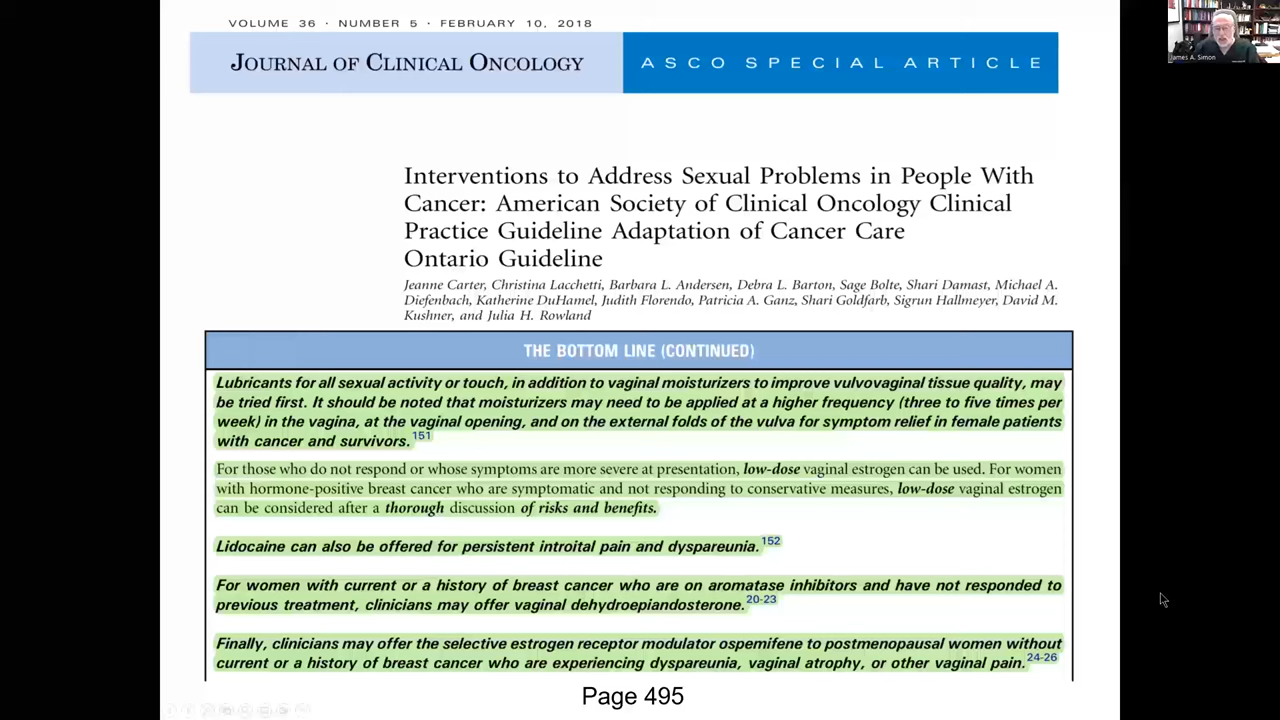 VOLUME 36 · NUMBER 5 · FEBRUARY 10, 2018
JOURNAL OF CLINICAL ONCOLOGY
ASCO SPECIAL ARTICLE
James A. Simon
Interventions to Address Sexual Problems in People With
Cancer: American Society of Clinical Oncology Clinical
Practice Guideline Adaptation of Cancer Care
Ontario Guideline
Jeanne Carter, Christina Lacchetti, Barbara L. Andersen, Debra L. Barton, Sage Bolte, Shari Damast, Michael A.
Diefenbach, Katherine DuHamel, Judith Florendo, Patricia A. Ganz, Shari Goldfarb, Sigrun Hallmeyer, David M.
Kushner, and Julia H. Rowland
THE BOTTOM LINE (CONTINUED)
Lubricants for all sexual activity or touch, in addition to vaginal moisturizers to improve vulvovaginal tissue quality, may
be tried first. It should be noted that moisturizers may need to be applied at a higher frequency (three to five times per
week) in the vagina, at the vaginal opening, and on the external folds of the vulva for symptom relief in female patients
with cancer and survivors.151
For those who do not respond or whose symptoms are more severe at presentation, low-dose vaginal estrogen can be used. For women
with hormone-positive breast cancer who are symptomatic and not responding to conservative measures, low-dose vaginal estrogen
can be considered after a thorough discussion of risks and benefits.
Lidocaine can also be offered for persistent introital pain and dyspareunia.152
For women with current or a history of breast cancer who are on aromatase inhibitors and have not responded to
previous treatment, clinicians may offer vaginal dehydroepiandosterone.20-23
Finally, clinicians may offer the selective estrogen receptor modulator ospemifene to postmenopausal women without
current or a history of breast cancer who are experiencing dyspareunia, vaginal atrophy, or other vaginal pain.24-26
Page 495